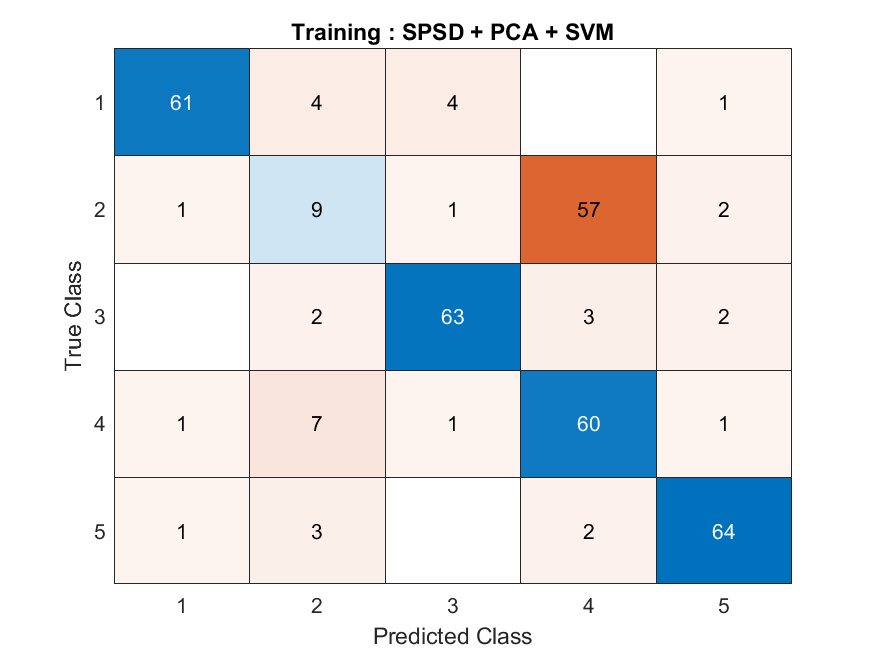 Training : SPSD + PCA + SVM
1 61 4 4 1
2 1 9 1 57 2
3 2 63 3 2
4 1 7 1 60 1
5 1 3 2 64
1 2 3 4 5
Predicted Class
True Class